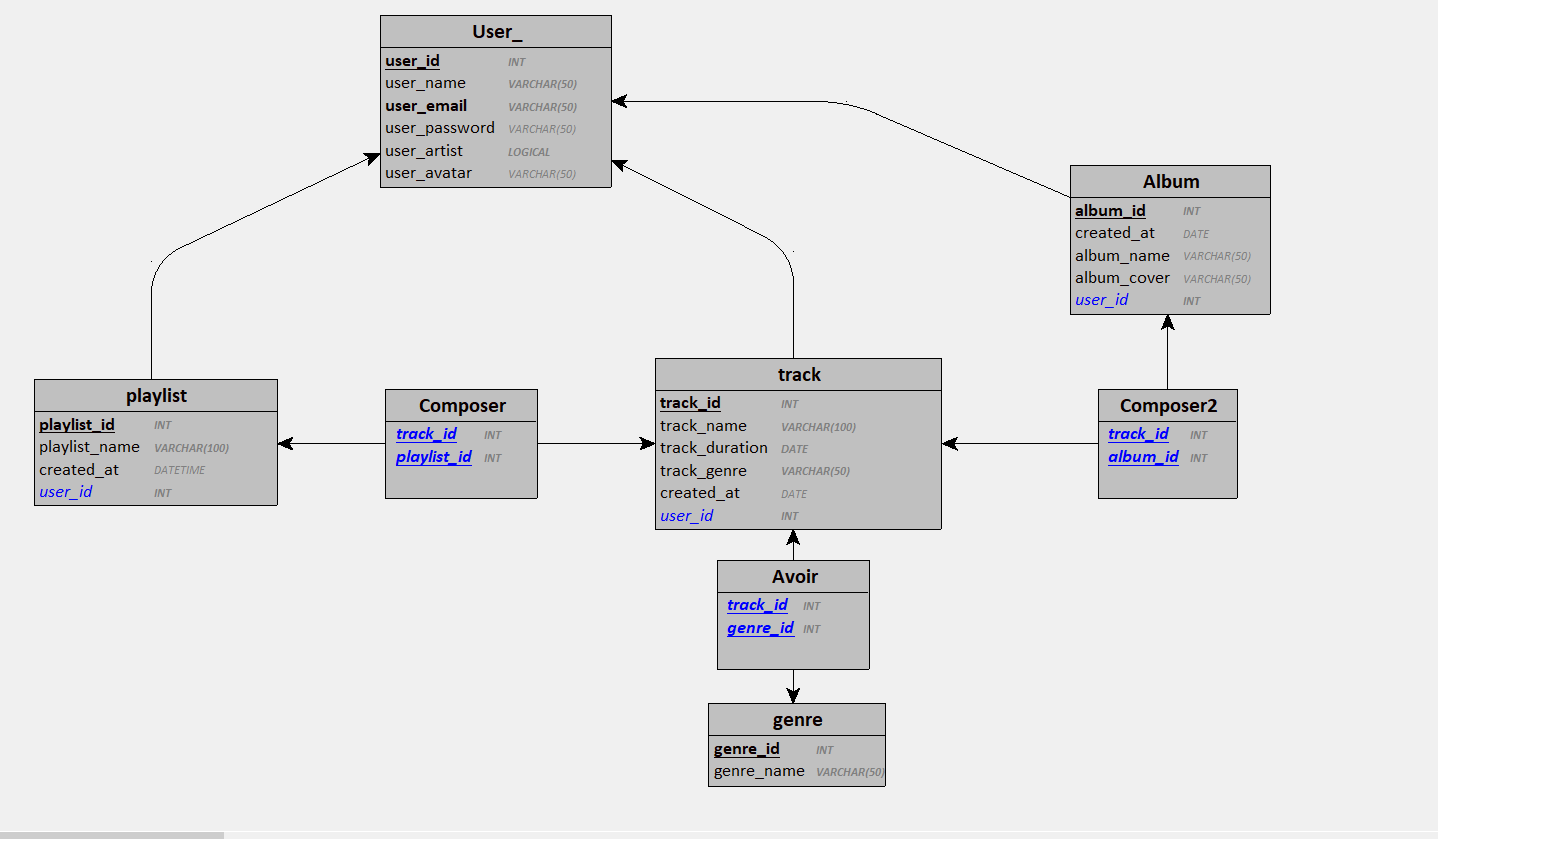 User_
user_id INT
user_name VARCHAR(50)
user_email VARCHAR(50)
user_password VARCHAR(50)
user_artist LOGICAL
user_avatar VARCHAR(50)
Album
album_id INT
created_at DATE
album_name VARCHAR(50)
album_cover VARCHAR(50)
user_id INT
playlist
playlist_id INT
playlist_name VARCHAR(100)
created_at DATETIME
user_id INT
Composer
track_id INT
playlist_id INT
track
track_id INT
track_name VARCHAR(100)
track_duration DATE
track_genre VARCHAR(50)
created_at DATE
user_id INT
Composer2
track_id INT
album_id INT
Avoir
track_id INT
genre_id INT
genre
genre_id INT
genre_name VARCHAR(50)